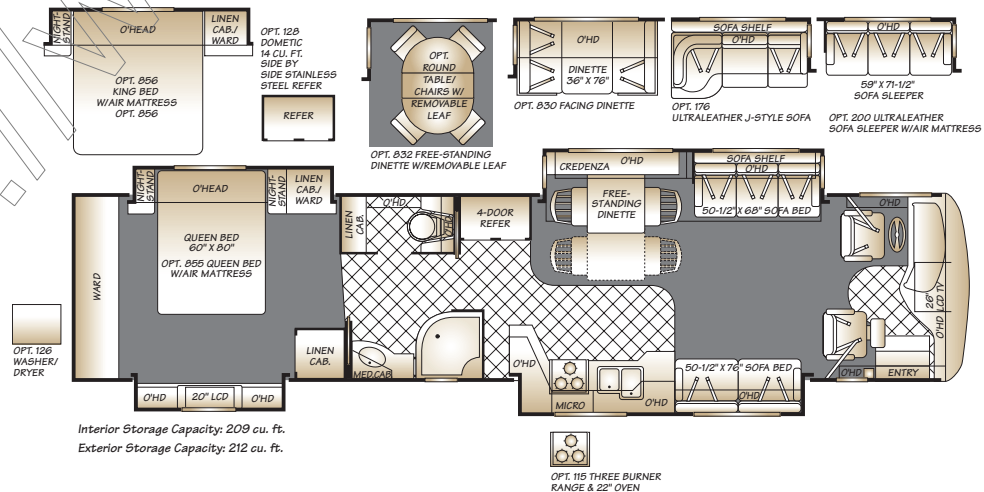 NIGHT-
STAND
O'HEAD
LINEN
CAB./
WARD
OPT. 856
KING BED
W/AIR MATTRESS
OPT. 856
OPT. 128
DOMETIC
14 CU. FT.
SIDE BY
SIDE STAINLESS
STEEL REFER
REFER
OPT.
ROUND
TABLE/
CHAIRS W/
REMOVABLE
LEAF
OPT. 832 FREE-STANDING
DINETTE W/REMOVABLE LEAF
O'HD
DINETTE
36" X 76"
OPT. 830 FACING DINETTE
SOFA SHELF
O'HD
OPT. 176
ULTRALEATHER J-STYLE SOFA
O'HD
59" X 71-1/2"
SOFA SLEEPER
OPT. 200 ULTRALEATHER
SOFA SLEEPER W/AIR MATTRESS
WARD
NIGHT-
STAND
O'HEAD
NIGHT-
STAND
LINEN
CAB./
WARD
QUEEN BED
60" X 80"
OPT. 855 QUEEN BED
W/AIR MATTRESS
LINEN
CAB.
O'HD
O'HD
4-DOOR
REFER
CREDENZA
O'HD
FREE-
STANDING
DINETTE
SOFA SHELF
O'HD
50-1/2" X 68" SOFA BED
O'HD
26" LCD TV
O'HD
OPT. 126
WASHER/
DRYER
LINEN
CAB.
MED.CAB.
O'HD
MICRO
O'HD
50-1/2" X 76" SOFA BED
O'HD
O'HD
ENTRY
O'HD
20" LCD
O'HD
Interior Storage Capacity: 209 cu. ft.
Exterior Storage Capacity: 212 cu. ft.
OPT. 115 THREE BURNER
RANGE & 22" OVEN